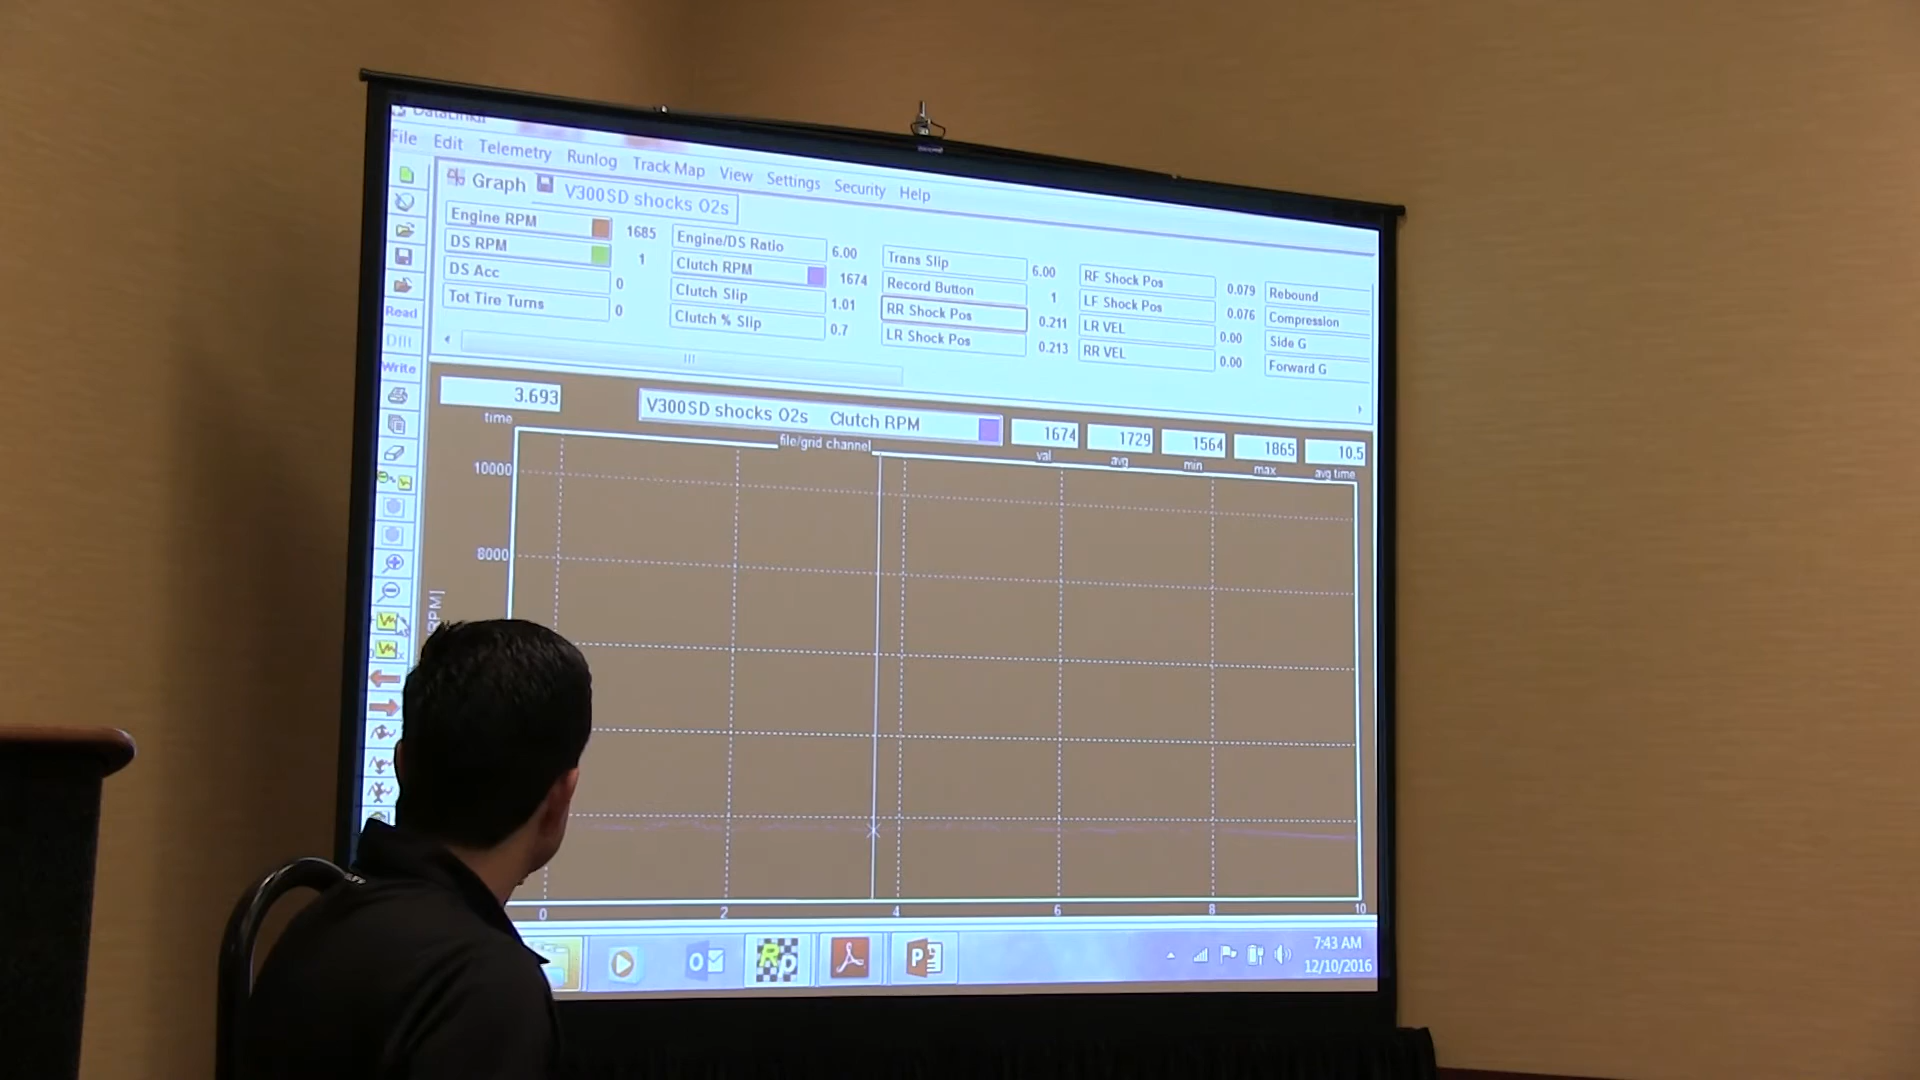 DataLinkII
File Edit Telemetry Runlog Track Map View Settings Security Help
Graph V300SD shocks O2s
Engine RPM 1685
DS RPM 1
DS Acc 0
Tot Tire Turns 0
Engine/DS Ratio 6.00
Clutch RPM 1674
Clutch Slip 1.01
Clutch % Slip 0.7
Trans Slip 6.00
Record Button 1
RR Shock Pos 0.211
LR Shock Pos 0.213
RF Shock Pos 0.079
LF Shock Pos 0.076
LR VEL 0.00
RR VEL 0.00
Rebound
Compression
Side G
Forward G
Read
Dflt
Write
3.693
time
V300SD shocks O2s Clutch RPM
file/grid channel
1674 1729 1564 1865 10.5
val avg min max avg time
10000
8000
RPM]
0 2 4 6 8 10
7:43 AM
12/10/2016